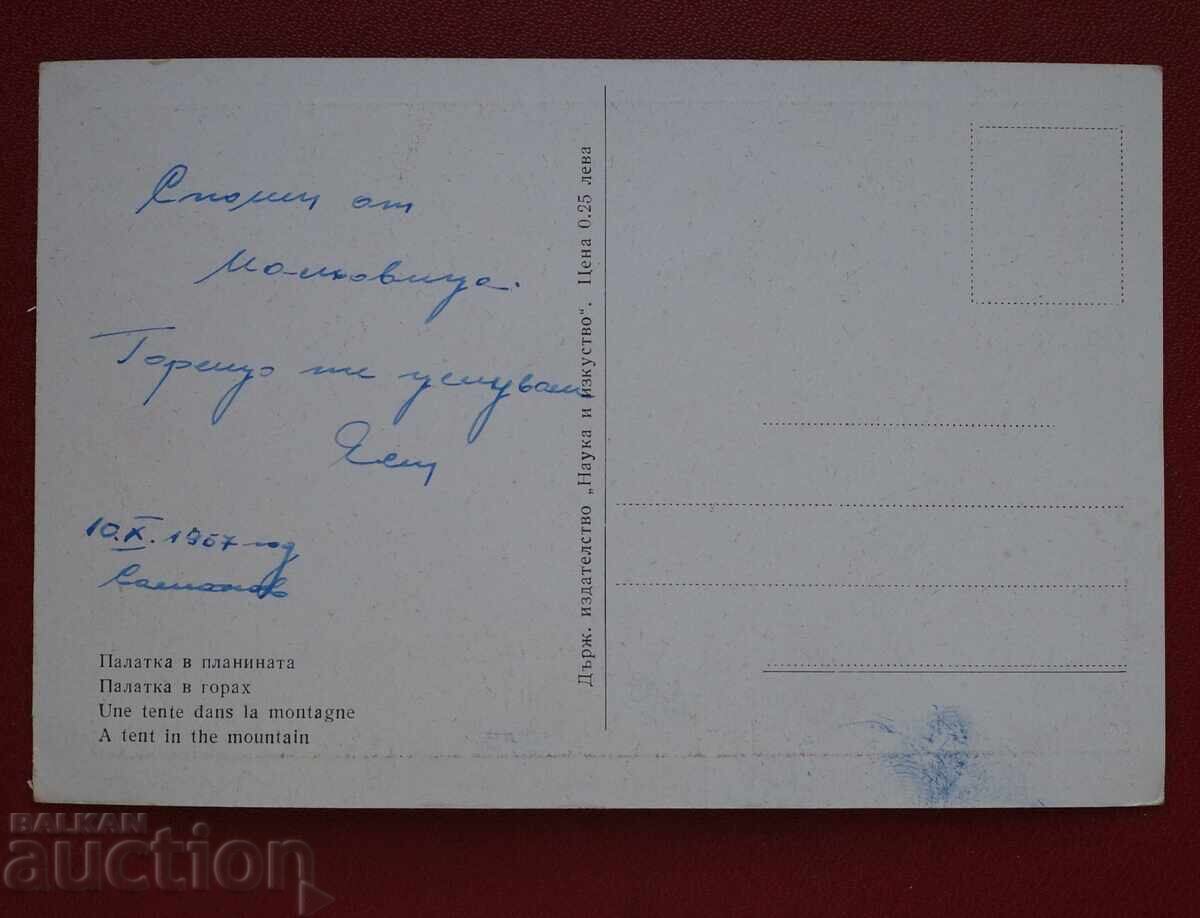 Спомен от
Мальовица.
Горещо те целувам
10.X.1957 год
Палатка в планината
Палатка в горах
Une tente dans la montagne
A tent in the mountain
Държ. издателство „Наука и изкуство“. Цена 0.25 лева
BALKAN
auction